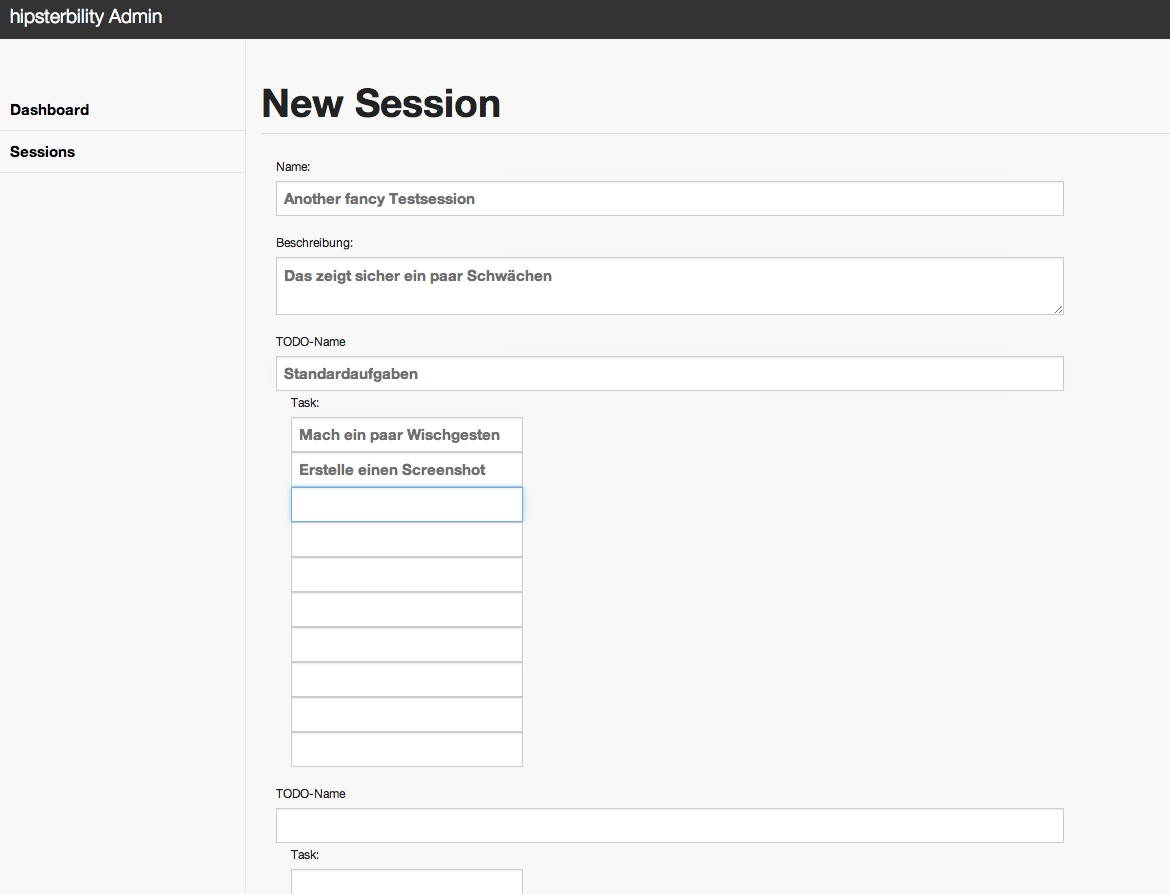 hipsterbility Admin
Dashboard
Sessions
New Session
Name:
Another fancy Testsession
Beschreibung:
Das zeigt sicher ein paar Schwächen
TODO-Name
Standardaufgaben
Task:
Mach ein paar Wischgesten
Erstelle einen Screenshot
TODO-Name
Task: